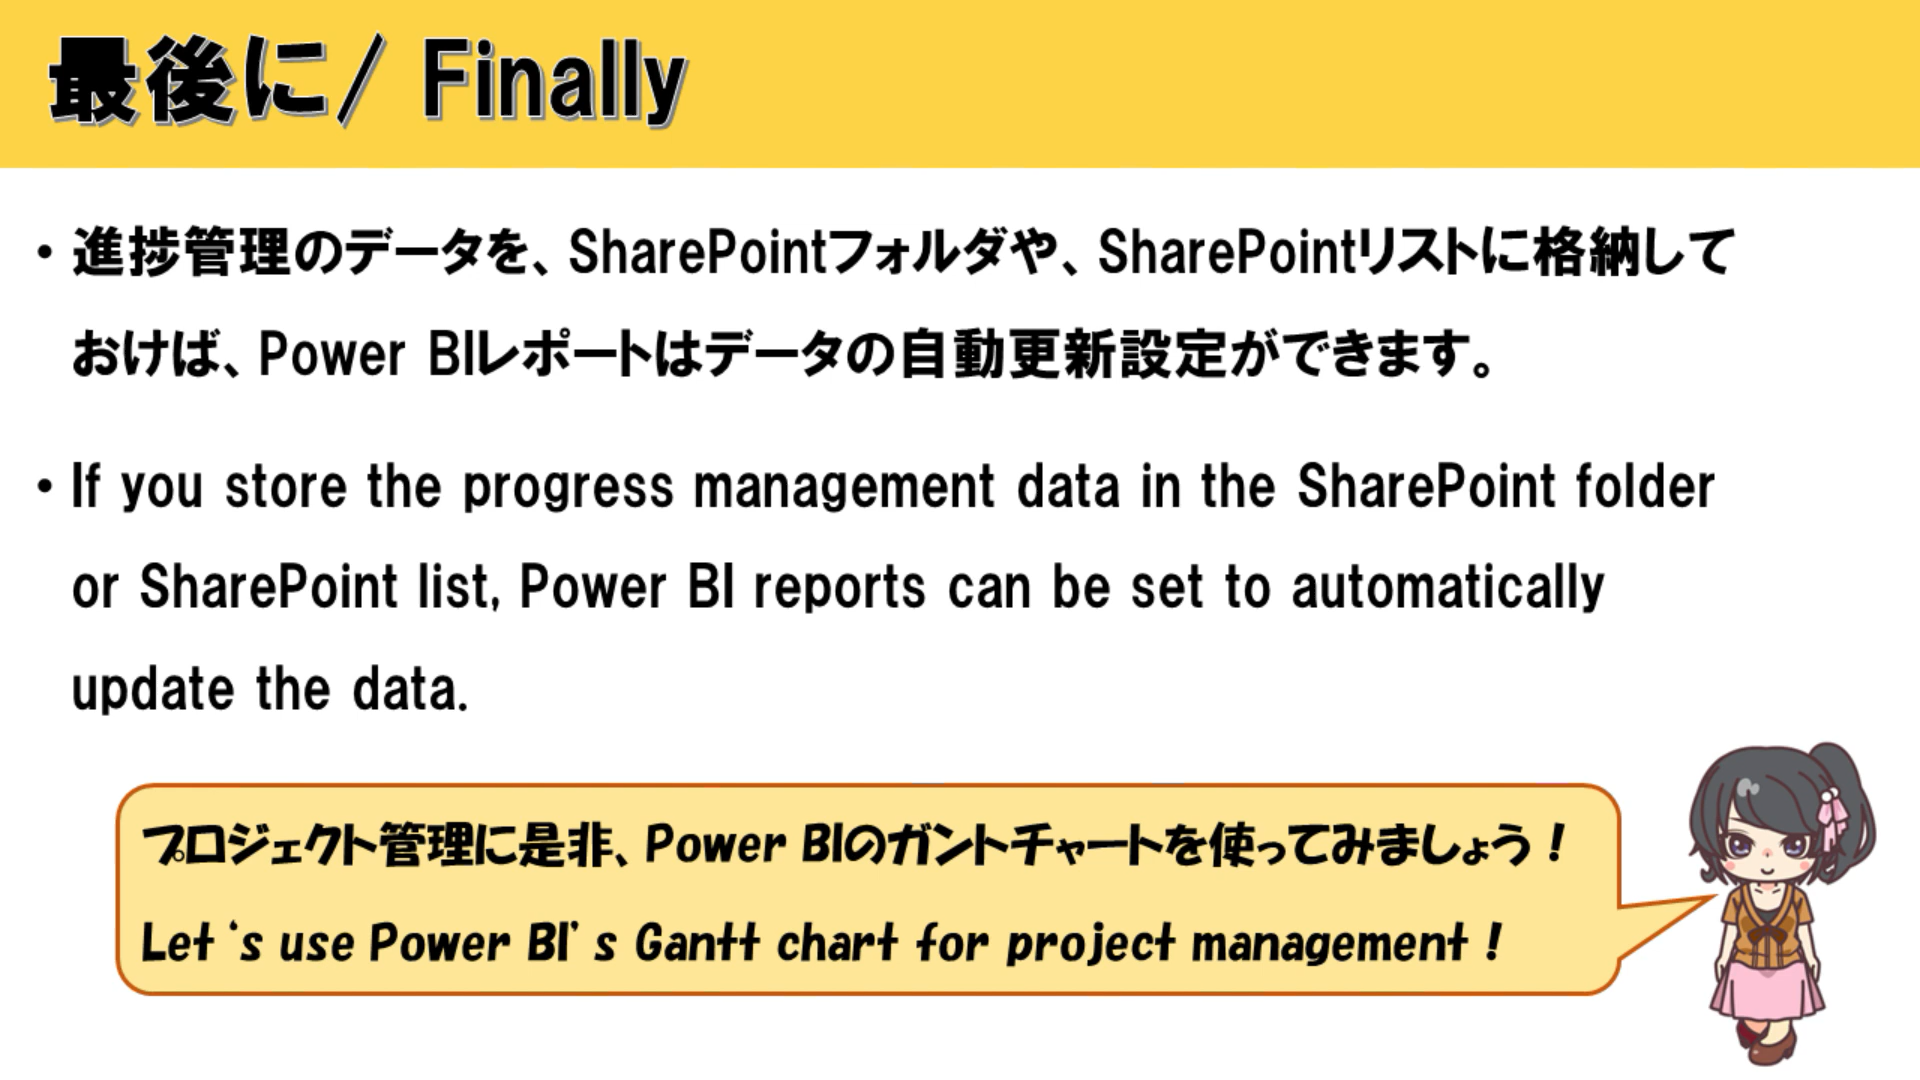 最後に/ Finally
・進捗管理のデータを、SharePointフォルダや、SharePointリストに格納して
おけば、Power BIレポートはデータの自動更新設定ができます。
・If you store the progress management data in the SharePoint folder
or SharePoint list, Power BI reports can be set to automatically
update the data.
プロジェクト管理に是非、Power BIのガントチャートを使ってみましょう！
Let‘s use Power BI’s Gantt chart for project management！